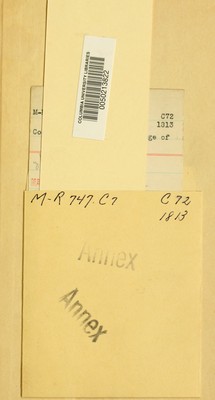 COLUMBIA UNIVERSITY LIBRARIES
0050213822
C72
1813
Co
ge of
M-R 747.C7 C72
1813
Annex
Annex